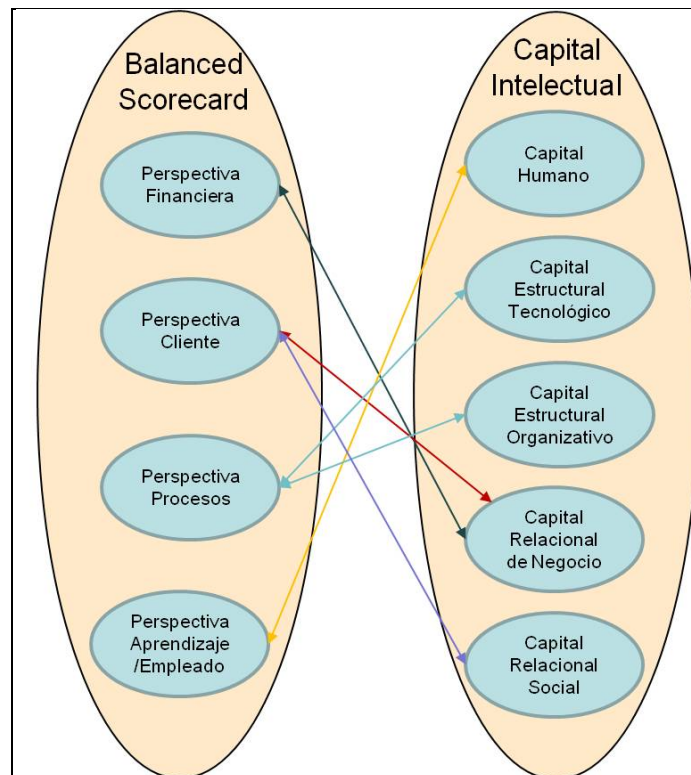 Balanced
Scorecard
Perspectiva
Financiera
Perspectiva
Cliente
Perspectiva
Procesos
Perspectiva
Aprendizaje
/Empleado
Capital
Intelectual
Capital
Humano
Capital
Estructural
Tecnológico
Capital
Estructural
Organizativo
Capital
Relacional
de Negocio
Capital
Relacional
Social